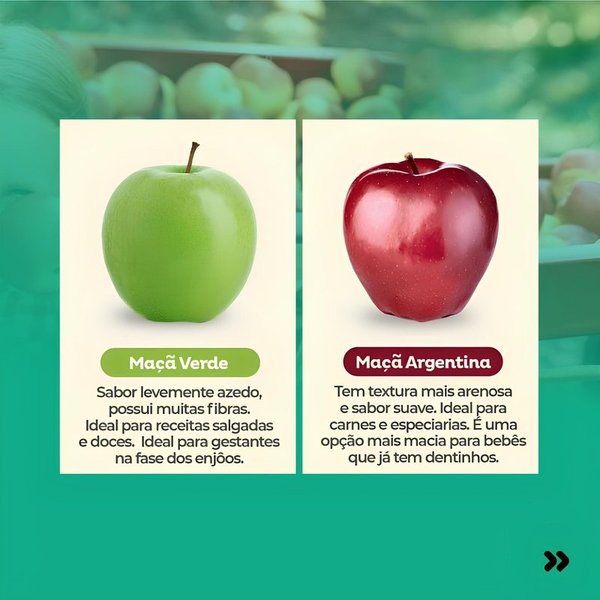 Maçã Verde
Sabor levemente azedo,
possui muitas fibras.
Ideal para receitas salgadas
e doces. Ideal para gestantes
na fase dos enjôos.
Maçã Argentina
Tem textura mais arenosa
e sabor suave. Ideal para
carnes e especiarias. É uma
opção mais macia para bebês
que já tem dentinhos.